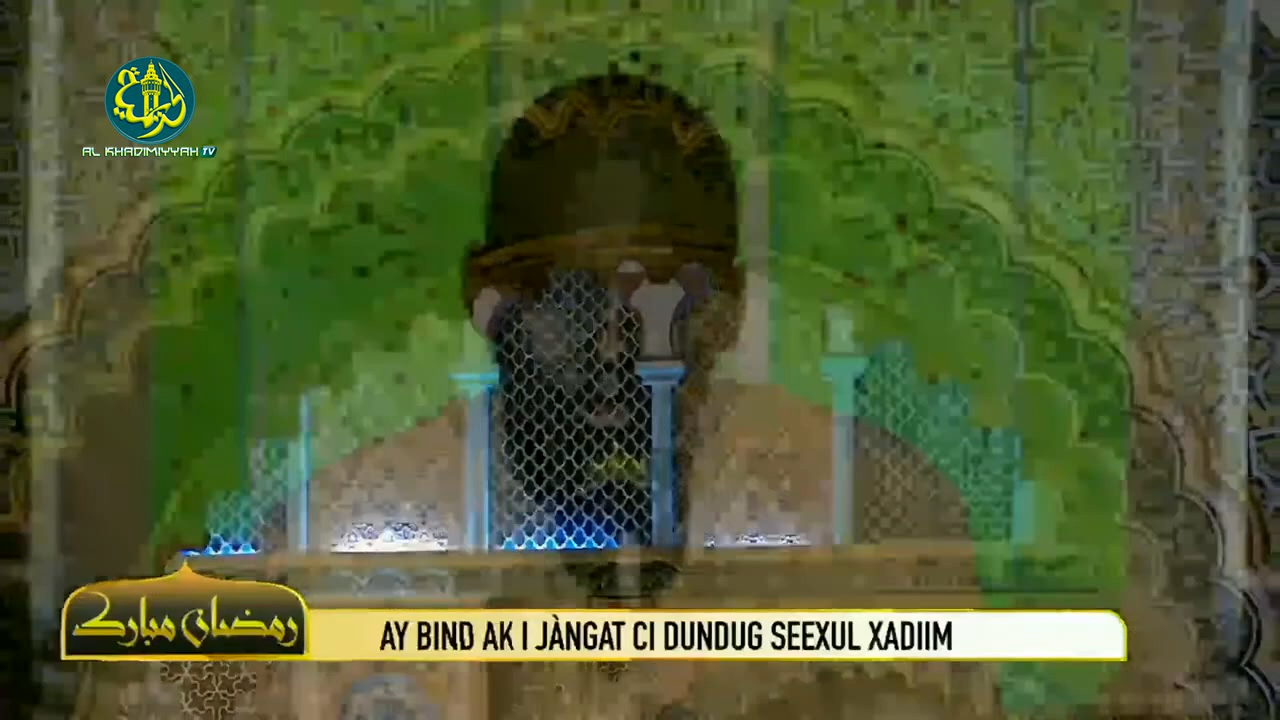 AL KHADIMIYYAH TV
رمضان مبارك
AY BIND AK I JÀNGAT CI DUNDUG SEEXUL XADIIM